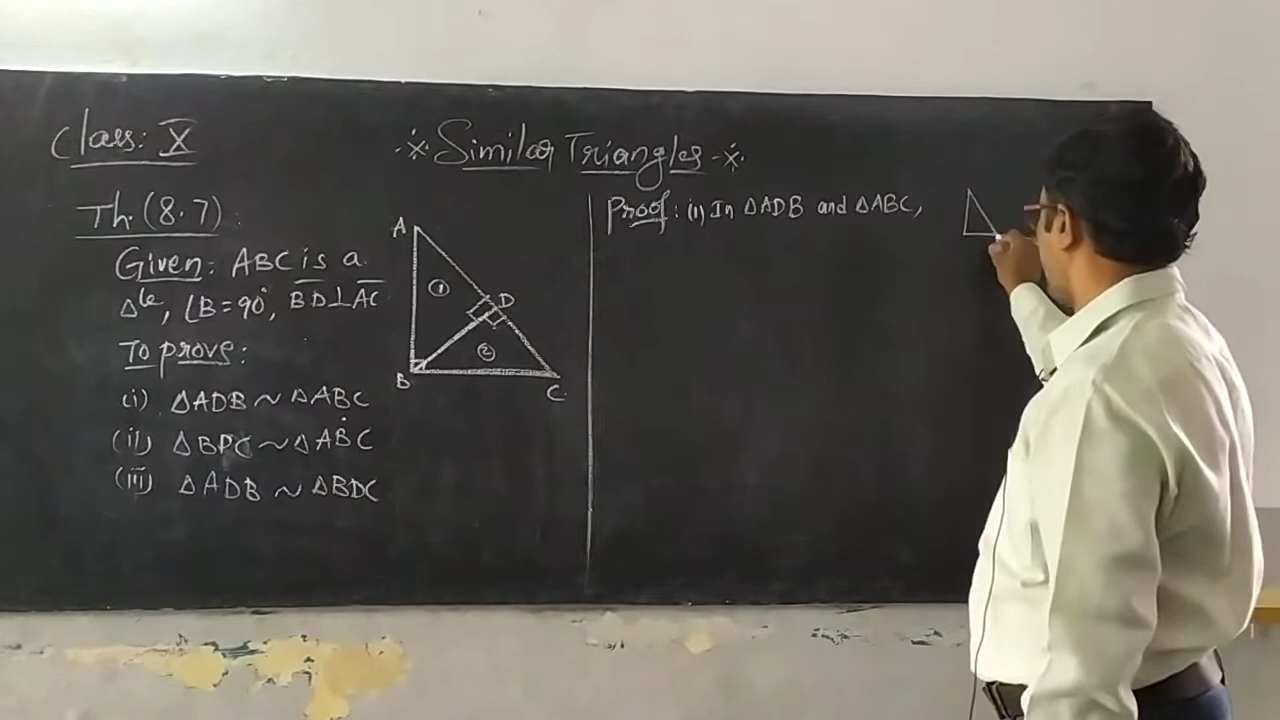 Class: X
·※ Similar Triangles ※·
Th. (8.7)
Given: ABC is a
Δle, ∠B = 90°, BD⊥AC
To prove:
(i) ΔADB ~ ΔABC
(ii) ΔBPC ~ ΔABC
(iii) ΔADB ~ ΔBDC
A
①
D
②
B
C
Proof: (i) In ΔADB and ΔABC,